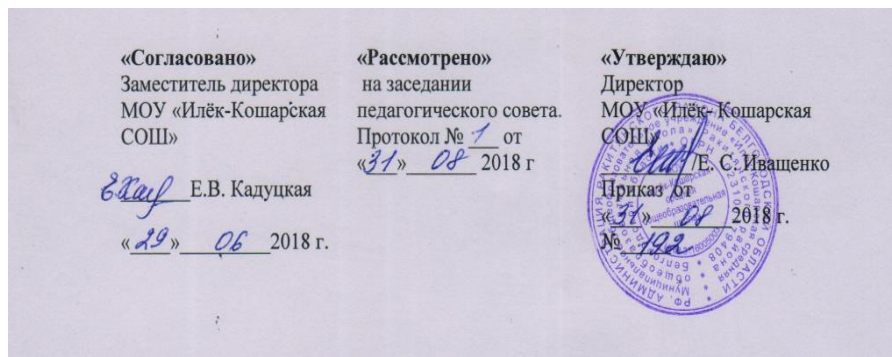 «Согласовано»
Заместитель директора
МОУ «Илёк-Кошарская
СОШ»
Е.В. Кадуцкая
«29» 06 2018 г.
«Рассмотрено»
на заседании
педагогического совета.
Протокол № 1 от
«31» 08 2018 г
«Утверждаю»
Директор
МОУ «Илёк- Кошарская
СОШ»
/Е. С. Иващенко
Приказ от
«31» 08 2018 г.
№ 192